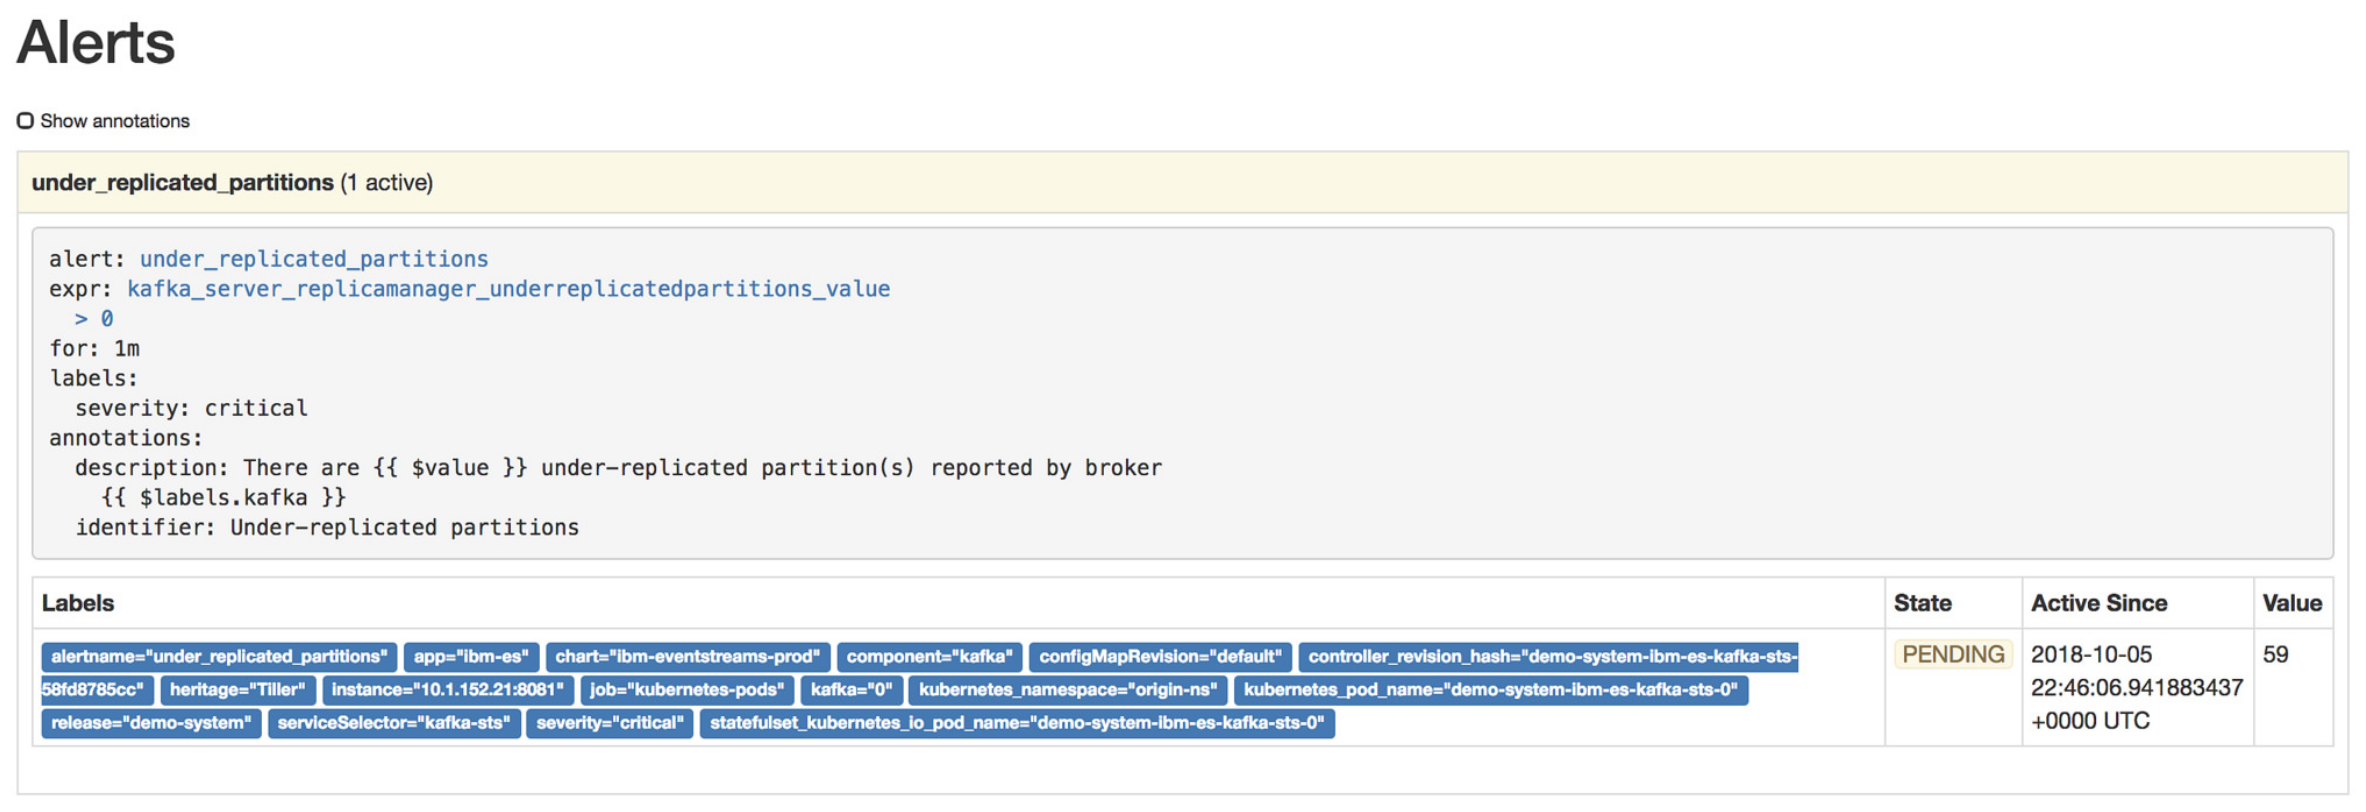 Alerts
Show annotations
under_replicated_partitions (1 active)
alert: under_replicated_partitions
expr: kafka_server_replicamanager_underreplicatedpartitions_value
> 0
for: 1m
labels:
severity: critical
annotations:
description: There are {{ $value }} under-replicated partition(s) reported by broker
{{ $labels.kafka }}
identifier: Under-replicated partitions
Labels State Active Since Value
alertname="under_replicated_partitions" app="ibm-es" chart="ibm-eventstreams-prod" component="kafka" configMapRevision="default" controller_revision_hash="demo-system-ibm-es-kafka-sts-
58fd8785cc" heritage="Tiller" instance="10.1.152.21:8081" job="kubernetes-pods" kafka="0" kubernetes_namespace="origin-ns" kubernetes_pod_name="demo-system-ibm-es-kafka-sts-0"
release="demo-system" serviceSelector="kafka-sts" severity="critical" statefulset_kubernetes_io_pod_name="demo-system-ibm-es-kafka-sts-0"
PENDING
2018-10-05
22:46:06.941883437
+0000 UTC
59